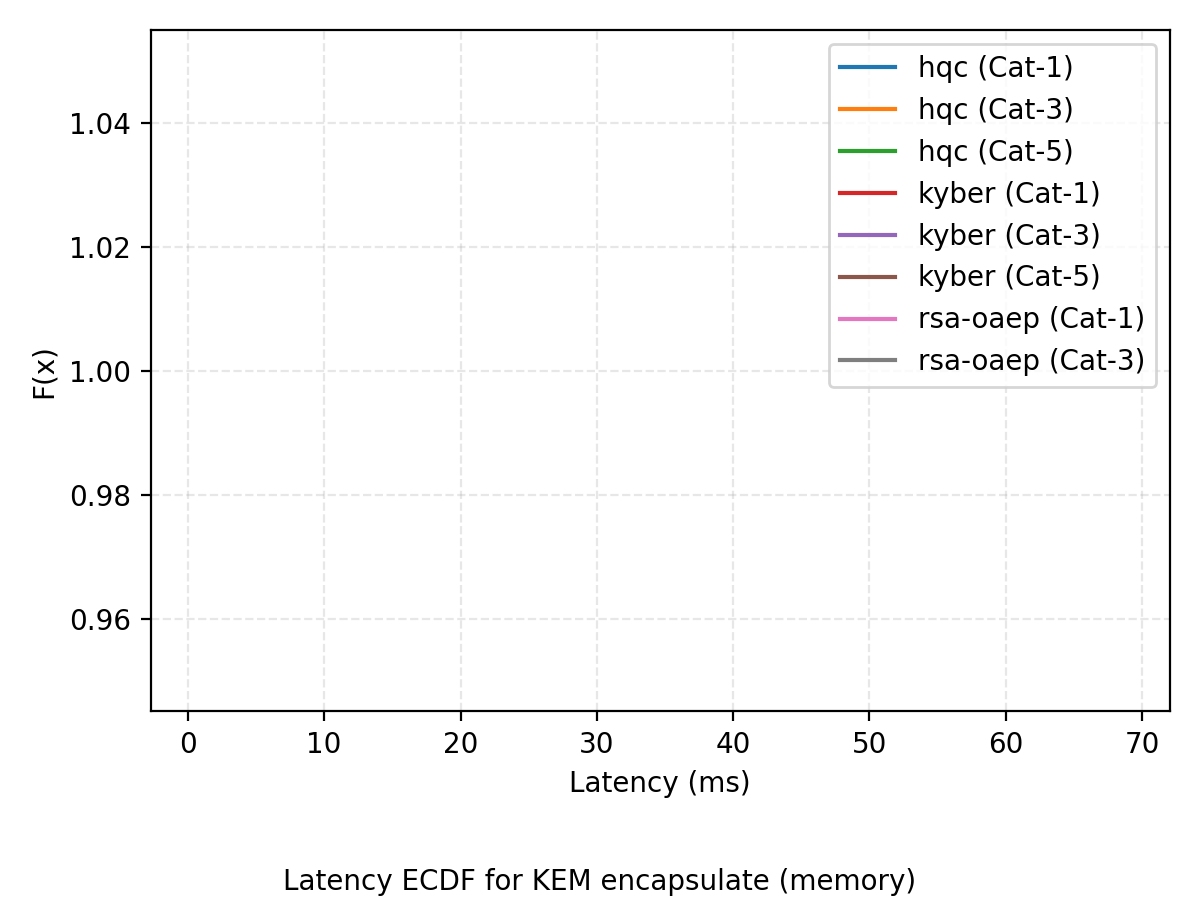 hqc (Cat-1)
hqc (Cat-3)
hqc (Cat-5)
kyber (Cat-1)
kyber (Cat-3)
kyber (Cat-5)
rsa-oaep (Cat-1)
rsa-oaep (Cat-3)
1.04
1.02
1.00
0.98
0.96
F(x)
0 10 20 30 40 50 60 70
Latency (ms)
Latency ECDF for KEM encapsulate (memory)